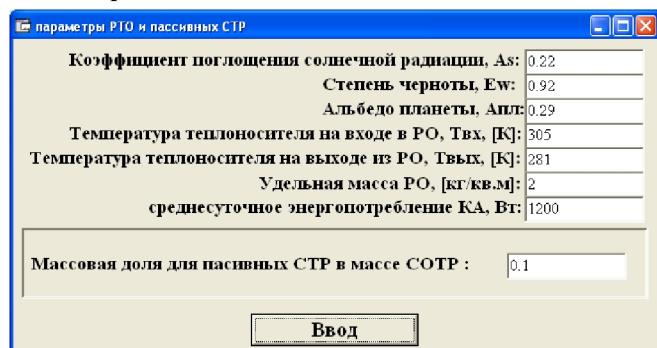 параметры РТО и пассивных СТР
Коэффициент поглощения солнечной радиации, As: 0.22
Степень черноты, Ew: 0.92
Альбедо планеты, Апл: 0.29
Температура теплоносителя на входе в РО, Твх, [K]: 305
Температура теплоносителя на выходе из РО, Твых, [K]: 281
Удельная масса РО, [кг/кв.м]: 2
среднесуточное энергопотребление КА, Вт: 1200
Массовая доля для пасивных СТР в массе СОТР : 0.1
Ввод